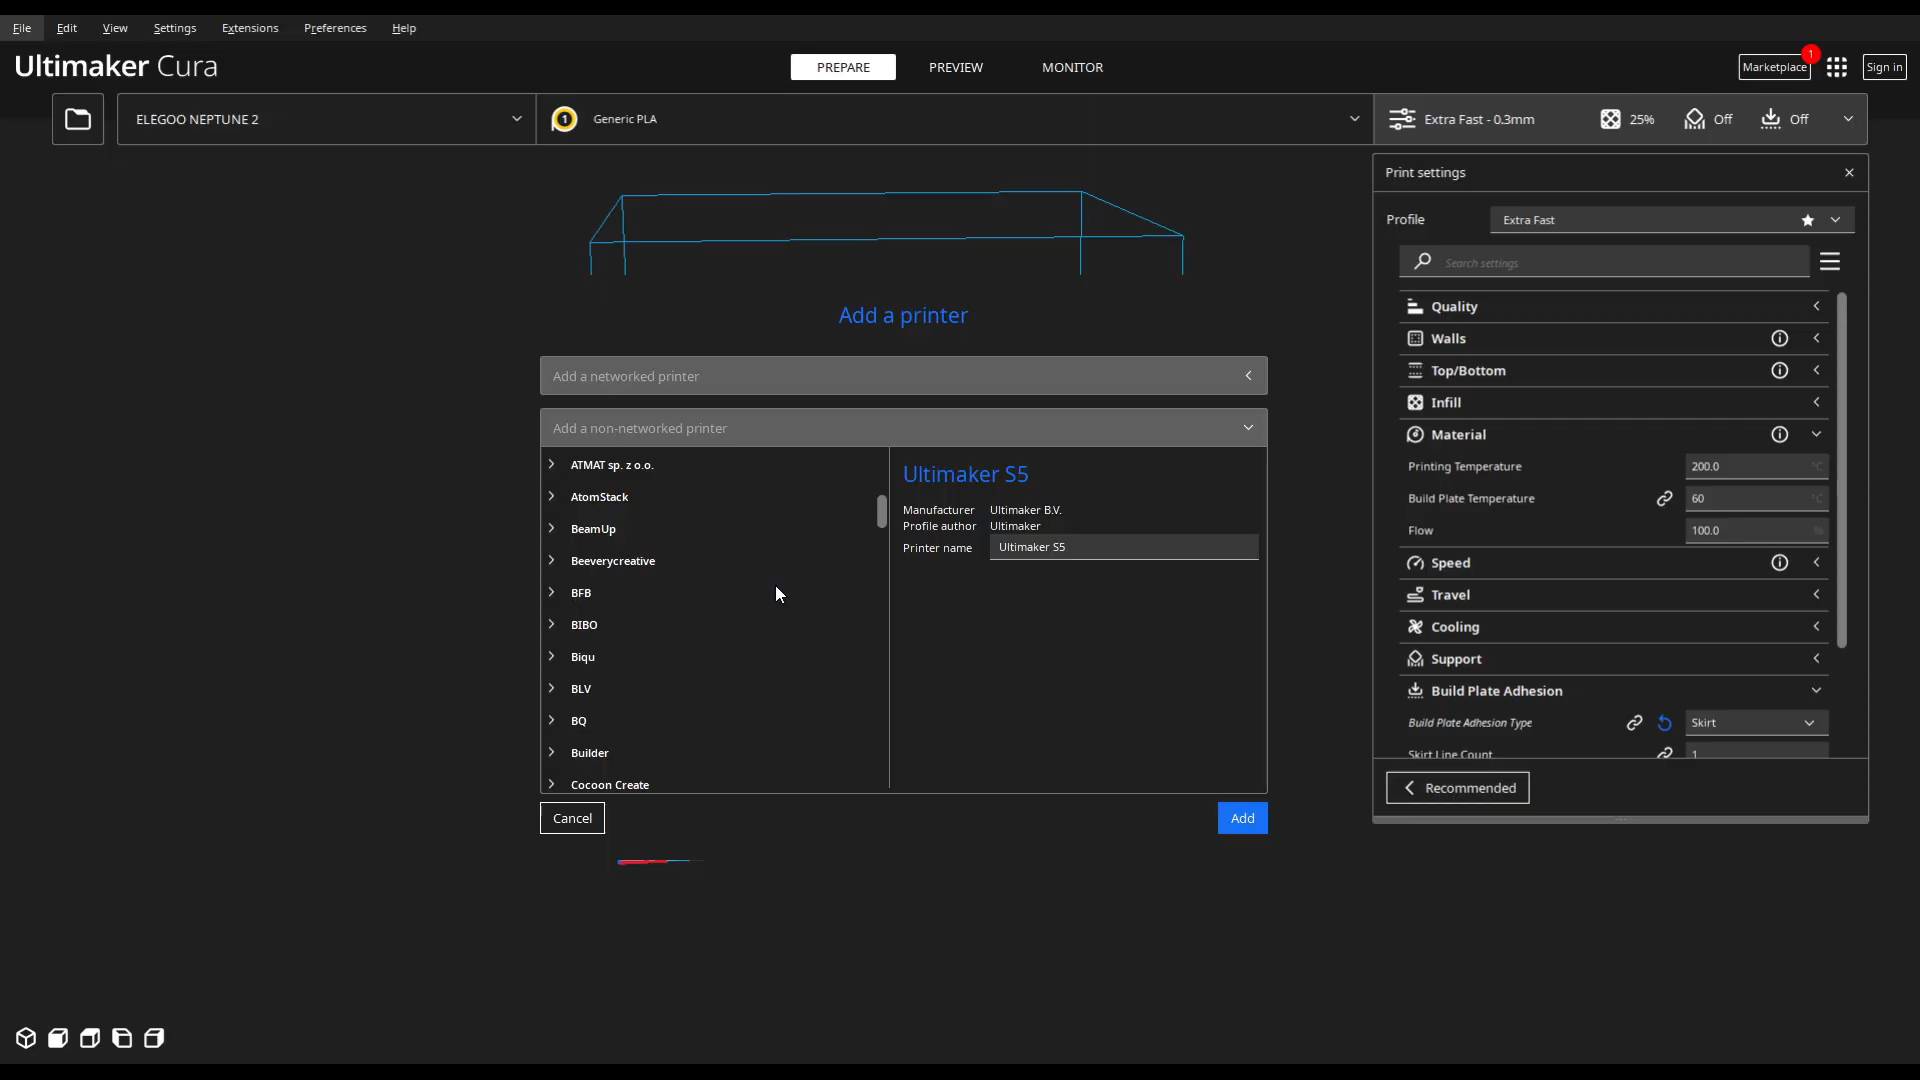 File Edit View Settings Extensions Preferences Help
Ultimaker Cura
PREPARE PREVIEW MONITOR
Marketplace 1
Sign in
ELEGOO NEPTUNE 2
1 Generic PLA
Extra Fast - 0.3mm 25% Off Off
Add a printer
Add a networked printer
Add a non-networked printer
ATMAT sp. z o.o.
AtomStack
BeamUp
Beeverycreative
BFB
BIBO
Biqu
BLV
BQ
Builder
Cocoon Create
Ultimaker S5
Manufacturer Ultimaker B.V.
Profile author Ultimaker
Printer name Ultimaker S5
Cancel
Add
Print settings
Profile Extra Fast
Search settings
Quality
Walls
Top/Bottom
Infill
Material
Printing Temperature 200.0 °C
Build Plate Temperature 60 °C
Flow 100.0 %
Speed
Travel
Cooling
Support
Build Plate Adhesion
Build Plate Adhesion Type Skirt
Skirt Line Count 1
Recommended